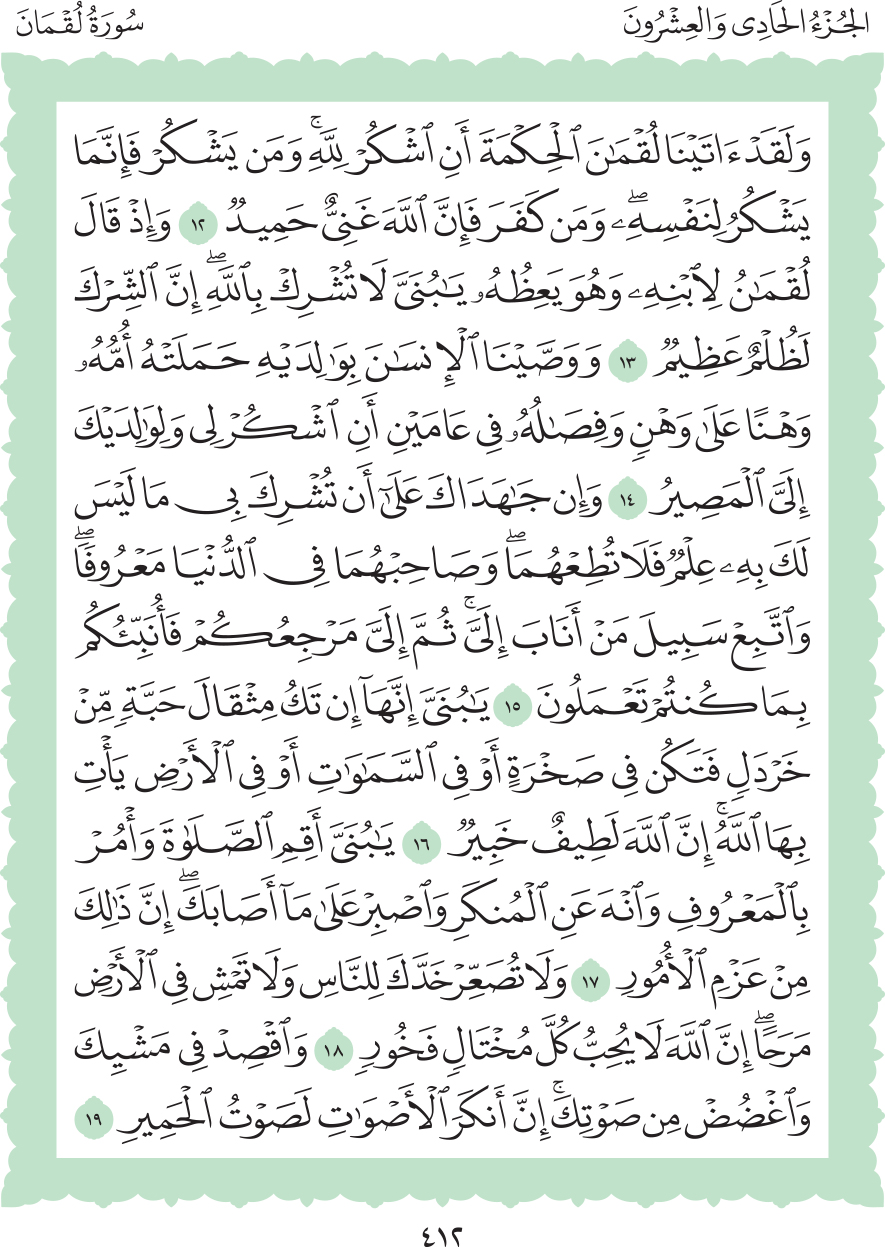 الجُزْءُ الحَادِى وَالعِشْرُونَ
سُورَةُ لُقْمَانَ
وَلَقَدْ ءَاتَيْنَا لُقْمَٰنَ ٱلْحِكْمَةَ أَنِ ٱشْكُرْ لِلَّهِۚ وَمَن يَشْكُرْ فَإِنَّمَا
يَشْكُرُ لِنَفْسِهِۦۖ وَمَن كَفَرَ فَإِنَّ ٱللَّهَ غَنِىٌّ حَمِيدٌ ١٢ وَإِذْ قَالَ
لُقْمَٰنُ لِٱبْنِهِۦ وَهُوَ يَعِظُهُۥ يَٰبُنَىَّ لَا تُشْرِكْ بِٱللَّهِۖ إِنَّ ٱلشِّرْكَ
لَظُلْمٌ عَظِيمٌ ١٣ وَوَصَّيْنَا ٱلْإِنسَٰنَ بِوَٰلِدَيْهِ حَمَلَتْهُ أُمُّهُۥ
وَهْنًا عَلَىٰ وَهْنٍ وَفِصَٰلُهُۥ فِى عَامَيْنِ أَنِ ٱشْكُرْ لِى وَلِوَٰلِدَيْكَ
إِلَىَّ ٱلْمَصِيرُ ١٤ وَإِن جَٰهَدَاكَ عَلَىٰٓ أَن تُشْرِكَ بِى مَا لَيْسَ
لَكَ بِهِۦ عِلْمٌ فَلَا تُطِعْهُمَاۖ وَصَاحِبْهُمَا فِى ٱلدُّنْيَا مَعْرُوفًاۖ
وَٱتَّبِعْ سَبِيلَ مَنْ أَنَابَ إِلَىَّۚ ثُمَّ إِلَىَّ مَرْجِعُكُمْ فَأُنَبِّئُكُم
بِمَا كُنتُمْ تَعْمَلُونَ ١٥ يَٰبُنَىَّ إِنَّهَآ إِن تَكُ مِثْقَالَ حَبَّةٍ مِّنْ
خَرْدَلٍ فَتَكُن فِى صَخْرَةٍ أَوْ فِى ٱلسَّمَٰوَٰتِ أَوْ فِى ٱلْأَرْضِ يَأْتِ
بِهَا ٱللَّهُۚ إِنَّ ٱللَّهَ لَطِيفٌ خَبِيرٌ ١٦ يَٰبُنَىَّ أَقِمِ ٱلصَّلَوٰةَ وَأْمُرْ
بِٱلْمَعْرُوفِ وَٱنْهَ عَنِ ٱلْمُنكَرِ وَٱصْبِرْ عَلَىٰ مَآ أَصَابَكَۖ إِنَّ ذَٰلِكَ
مِنْ عَزْمِ ٱلْأُمُورِ ١٧ وَلَا تُصَعِّرْ خَدَّكَ لِلنَّاسِ وَلَا تَمْشِ فِى ٱلْأَرْضِ
مَرَحًاۖ إِنَّ ٱللَّهَ لَا يُحِبُّ كُلَّ مُخْتَالٍ فَخُورٍ ١٨ وَٱقْصِدْ فِى مَشْيِكَ
وَٱغْضُضْ مِن صَوْتِكَۚ إِنَّ أَنكَرَ ٱلْأَصْوَٰتِ لَصَوْتُ ٱلْحَمِيرِ ١٩
٤١٢